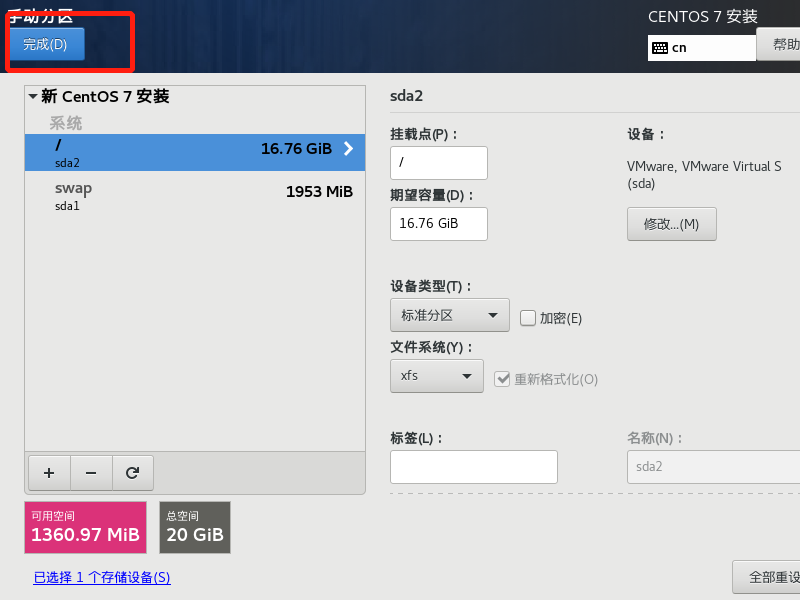 手动分区
CENTOS 7 安装
完成(D)
cn
帮助
新 CentOS 7 安装
系统
/
16.76 GiB
sda2
swap
1953 MiB
sda1
sda2
挂载点(P)：
/
期望容量(D)：
16.76 GiB
设备：
VMware, VMware Virtual S
(sda)
修改...(M)
设备类型(T)：
标准分区
加密(E)
文件系统(Y)：
xfs
重新格式化(O)
标签(L)：
名称(N)：
sda2
+
−
可用空间
1360.97 MiB
总空间
20 GiB
已选择 1 个存储设备(S)
全部重设